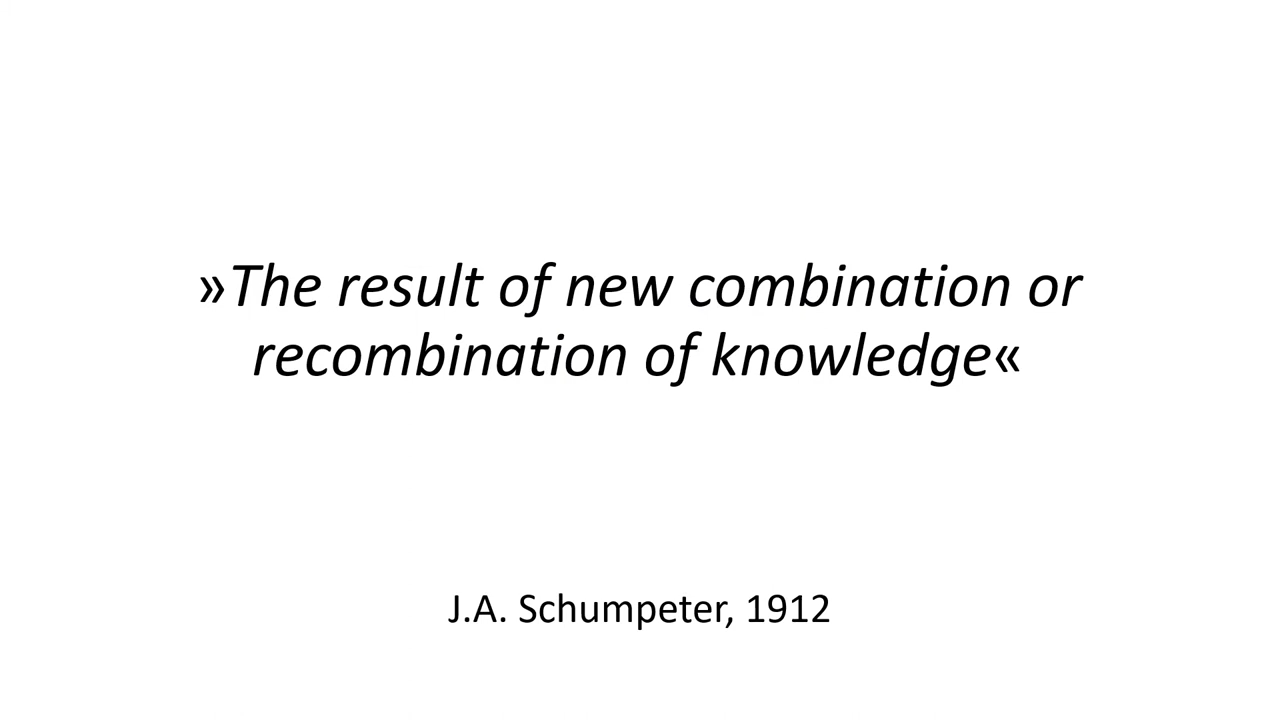 »The result of new combination or
recombination of knowledge«
J.A. Schumpeter, 1912